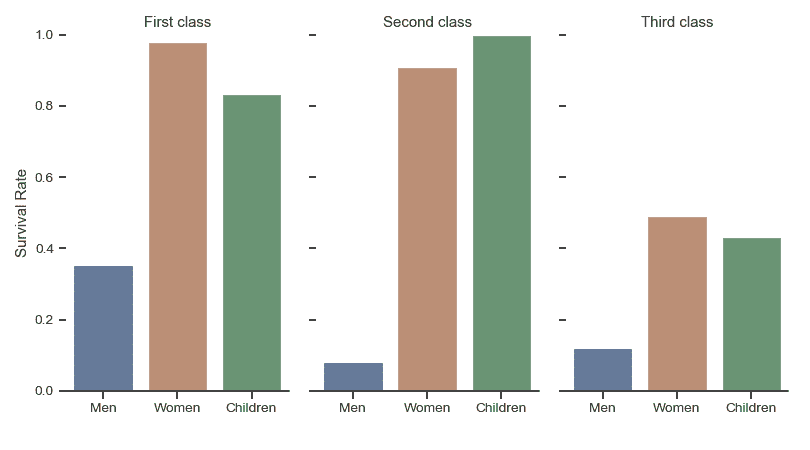 First class
Second class
Third class
Survival Rate
1.0
0.8
0.6
0.4
0.2
0.0
Men
Women
Children
Men
Women
Children
Men
Women
Children